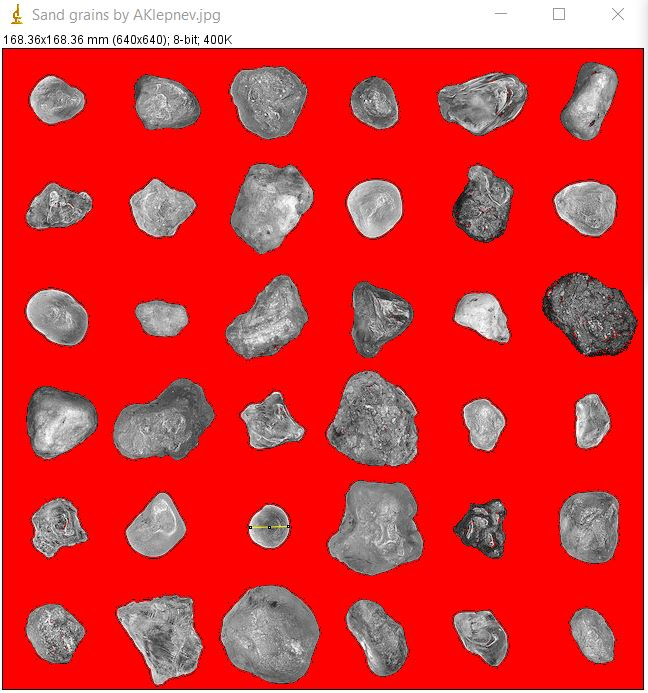 Sand grains by AKlepnev.jpg
168.36x168.36 mm (640x640); 8-bit; 400K